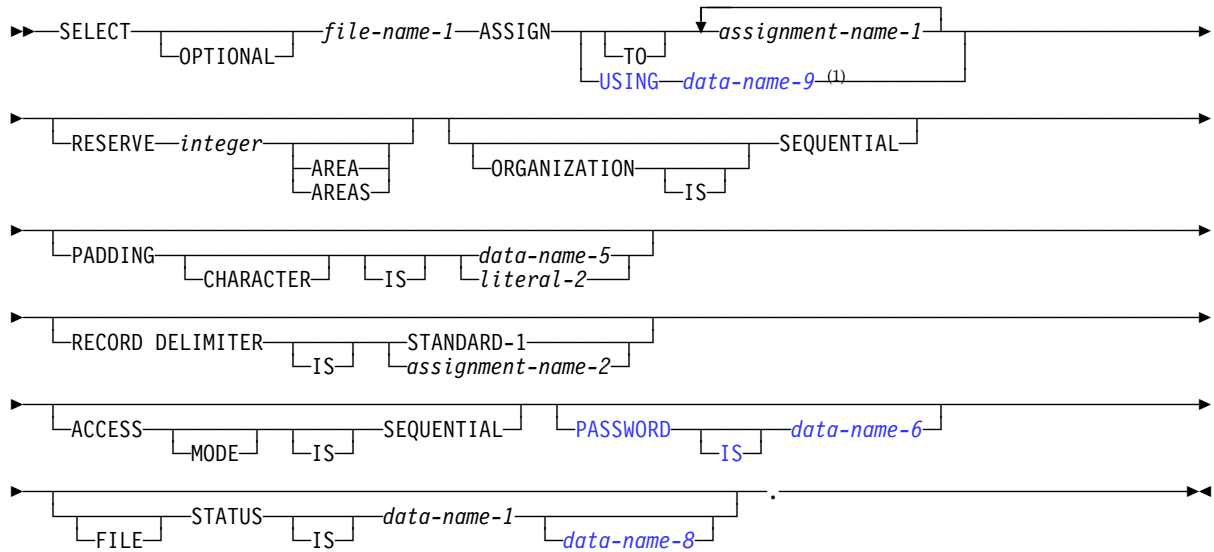 SELECT OPTIONAL file-name-1 ASSIGN TO assignment-name-1
USING data-name-9 (1)
RESERVE integer AREA
AREAS
ORGANIZATION IS SEQUENTIAL
PADDING CHARACTER IS data-name-5
literal-2
RECORD DELIMITER IS STANDARD-1
assignment-name-2
ACCESS MODE IS SEQUENTIAL PASSWORD IS data-name-6
FILE STATUS IS data-name-1 data-name-8 .